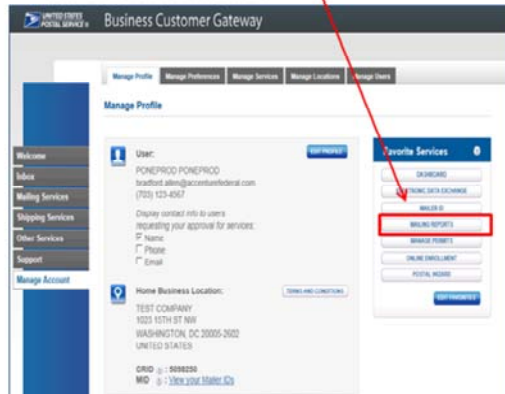 UNITED STATES
POSTAL SERVICE®
Business Customer Gateway
Manage Profile
Manage Preferences
Manage Services
Manage Locations
Manage Users
Manage Profile
Welcome
Inbox
Mailing Services
Shipping Services
Other Services
Support
Manage Account
User:
EDIT PROFILE
PONEPROD PONEPROD
bradford.allen@accenturefederal.com
(703) 123-4567
Display contact info to users
requesting your approval for services:
Name
Phone
Email
Home Business Location:
TERMS AND CONDITIONS
TEST COMPANY
1023 15TH ST NW
WASHINGTON, DC 20005-2602
UNITED STATES
CRID : 5098250
MID : View your Mailer IDs
Favorite Services
DASHBOARD
ELECTRONIC DATA EXCHANGE
MAILER ID
MAILING REPORTS
MANAGE PERMITS
ONLINE ENROLLMENT
POSTAL WIZARD
EDIT FAVORITES